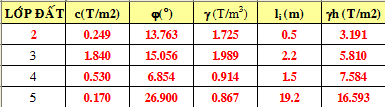 LỚP ĐẤT c(T/m2) φ(°) γ (T/m³) lᵢ (m) γh (T/m2)
2 0.249 13.763 1.725 0.5 3.191
3 1.840 15.056 1.989 2.2 5.810
4 0.530 6.854 0.914 1.5 7.584
5 0.170 26.900 0.867 19.2 16.593